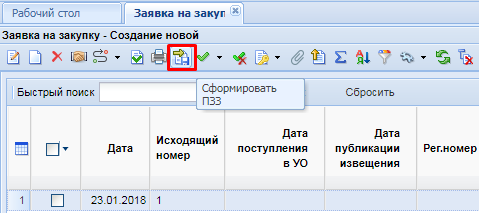 Рабочий стол
Заявка на закуп
Заявка на закупку - Создание новой
Сформировать
ПЗЗ
Быстрый поиск
Сбросить
Дата
Исходящий
номер
Дата
поступления
в УО
Дата
публикации
извещения
Рег.номер
1
23.01.2018
1